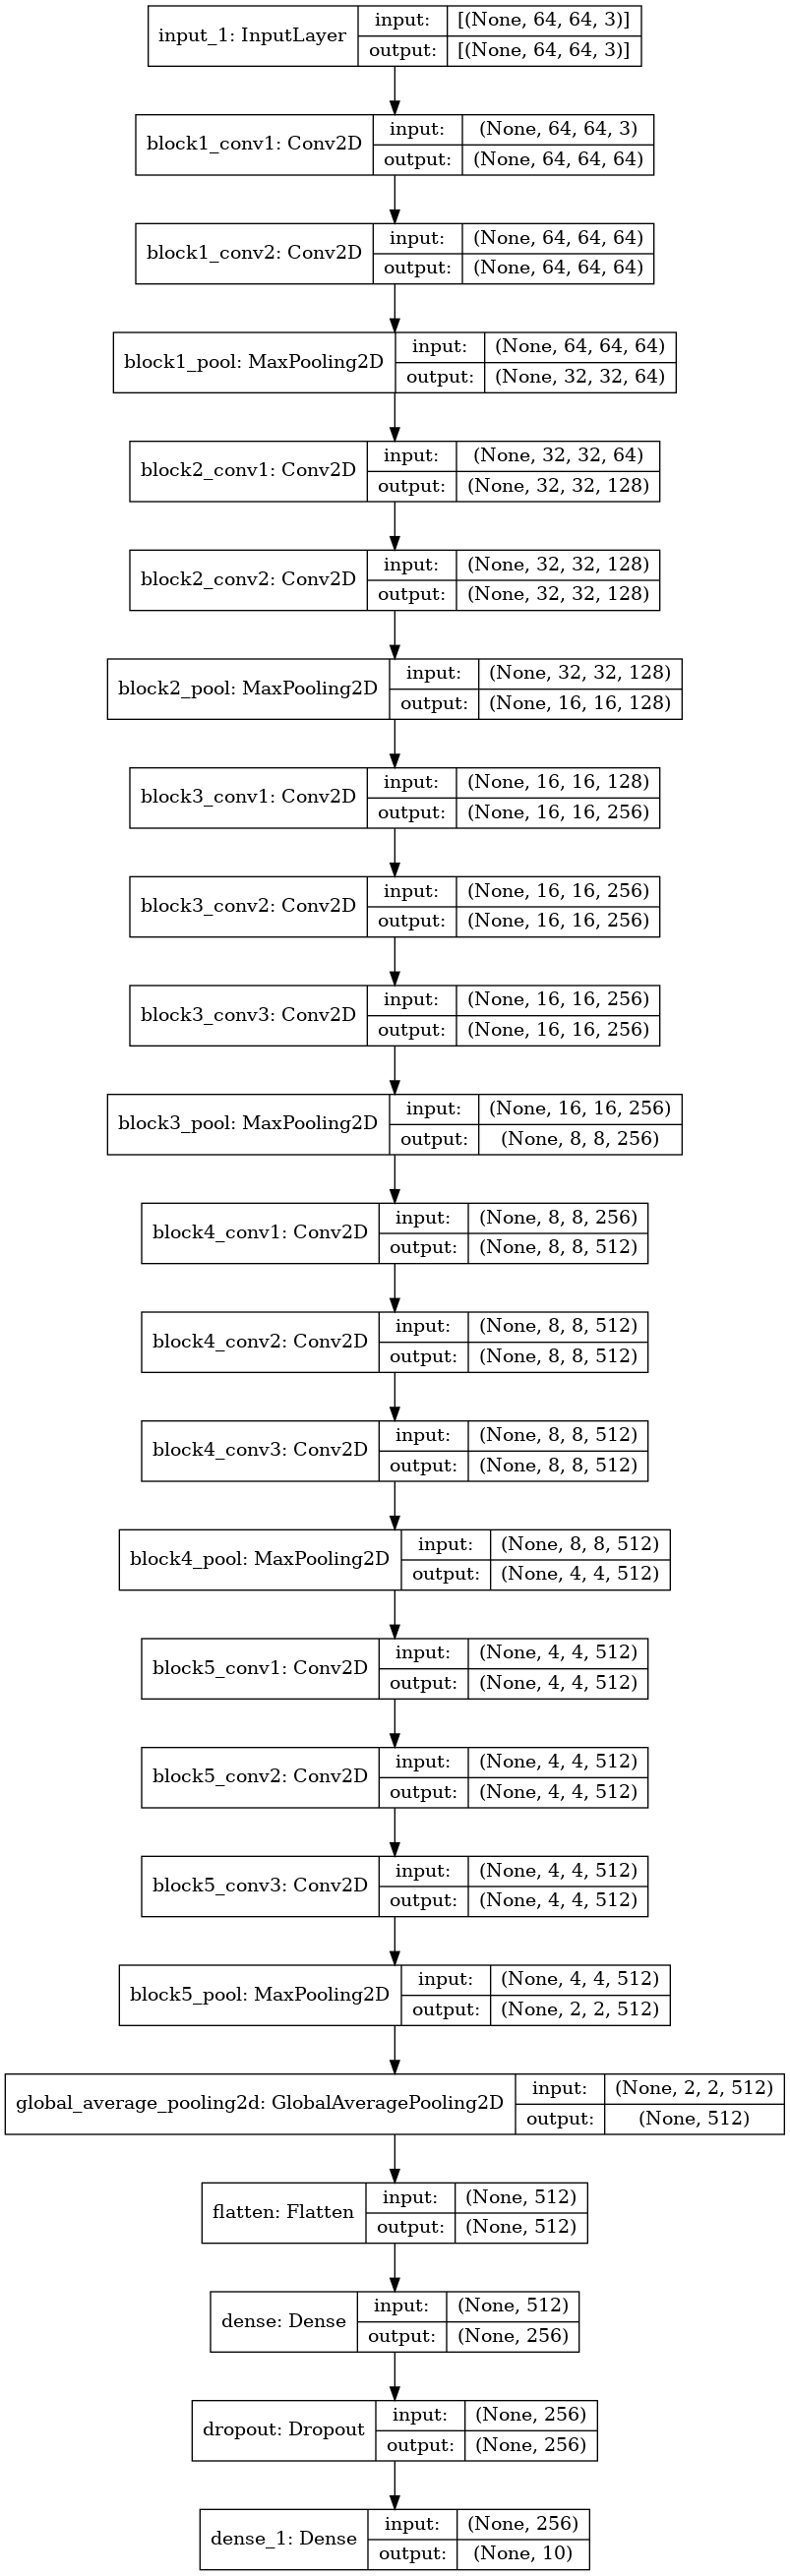 input_1: InputLayer input: [(None, 64, 64, 3)]
output: [(None, 64, 64, 3)]
block1_conv1: Conv2D input: (None, 64, 64, 3)
output: (None, 64, 64, 64)
block1_conv2: Conv2D input: (None, 64, 64, 64)
output: (None, 64, 64, 64)
block1_pool: MaxPooling2D input: (None, 64, 64, 64)
output: (None, 32, 32, 64)
block2_conv1: Conv2D input: (None, 32, 32, 64)
output: (None, 32, 32, 128)
block2_conv2: Conv2D input: (None, 32, 32, 128)
output: (None, 32, 32, 128)
block2_pool: MaxPooling2D input: (None, 32, 32, 128)
output: (None, 16, 16, 128)
block3_conv1: Conv2D input: (None, 16, 16, 128)
output: (None, 16, 16, 256)
block3_conv2: Conv2D input: (None, 16, 16, 256)
output: (None, 16, 16, 256)
block3_conv3: Conv2D input: (None, 16, 16, 256)
output: (None, 16, 16, 256)
block3_pool: MaxPooling2D input: (None, 16, 16, 256)
output: (None, 8, 8, 256)
block4_conv1: Conv2D input: (None, 8, 8, 256)
output: (None, 8, 8, 512)
block4_conv2: Conv2D input: (None, 8, 8, 512)
output: (None, 8, 8, 512)
block4_conv3: Conv2D input: (None, 8, 8, 512)
output: (None, 8, 8, 512)
block4_pool: MaxPooling2D input: (None, 8, 8, 512)
output: (None, 4, 4, 512)
block5_conv1: Conv2D input: (None, 4, 4, 512)
output: (None, 4, 4, 512)
block5_conv2: Conv2D input: (None, 4, 4, 512)
output: (None, 4, 4, 512)
block5_conv3: Conv2D input: (None, 4, 4, 512)
output: (None, 4, 4, 512)
block5_pool: MaxPooling2D input: (None, 4, 4, 512)
output: (None, 2, 2, 512)
global_average_pooling2d: GlobalAveragePooling2D input: (None, 2, 2, 512)
output: (None, 512)
flatten: Flatten input: (None, 512)
output: (None, 512)
dense: Dense input: (None, 512)
output: (None, 256)
dropout: Dropout input: (None, 256)
output: (None, 256)
dense_1: Dense input: (None, 256)
output: (None, 10)